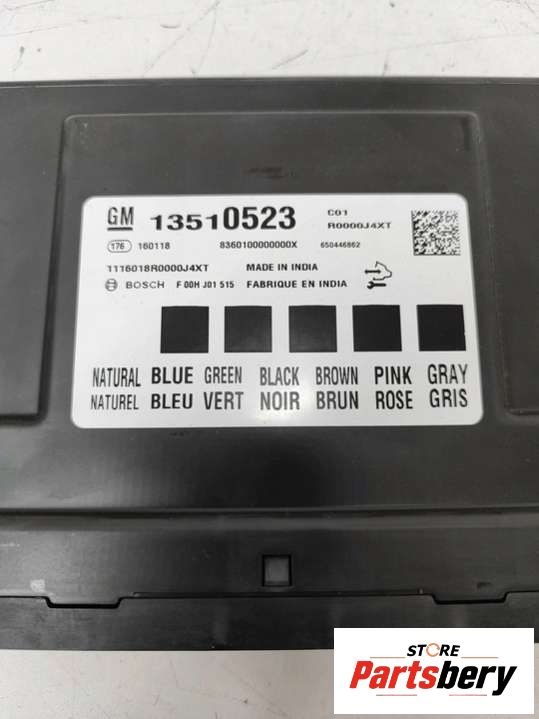 GM 13510523 C01
R0000J4XT
176 160118 8360100000000X 650446862
1116018R0000J4XT MADE IN INDIA
BOSCH F 00H J01 515 FABRIQUE EN INDIA
NATURAL BLUE GREEN BLACK BROWN PINK GRAY
NATUREL BLEU VERT NOIR BRUN ROSE GRIS
STORE
Partsbery